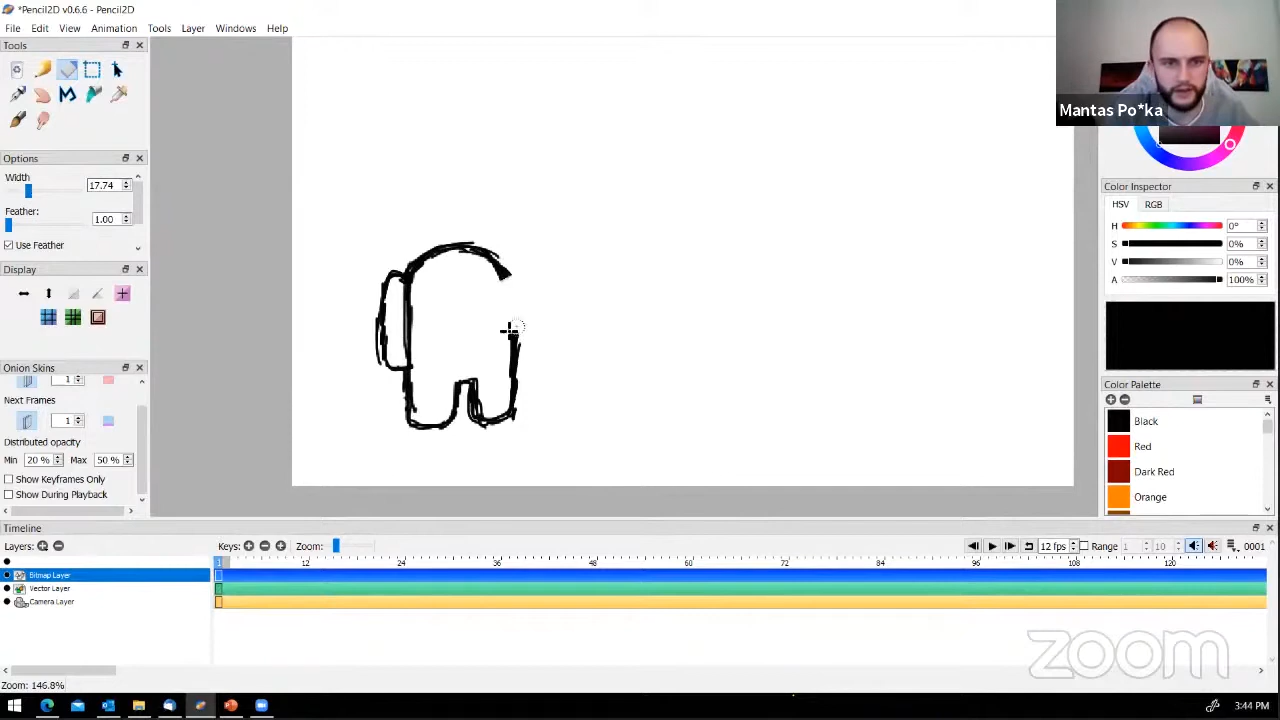 *Pencil2D v0.6.6 - Pencil2D
File Edit View Animation Tools Layer Windows Help
Mantas Po*ka
Tools
Options
Width
17.74
Feather:
1.00
Use Feather
Display
Onion Skins
1
Next Frames
1
Distributed opacity
Min 20 % Max 50 %
Show Keyframes Only
Show During Playback
Color Inspector
HSV RGB
H 0°
S 0%
V 0%
A 100%
Color Palette
Black
Red
Dark Red
Orange
Timeline
Layers: Keys: Zoom: 12 fps Range 1 10 0001
1 12 24 36 48 60 72 84 96 108 120
Bitmap Layer
Vector Layer
Camera Layer
zoom
Zoom: 146.8%
3:44 PM